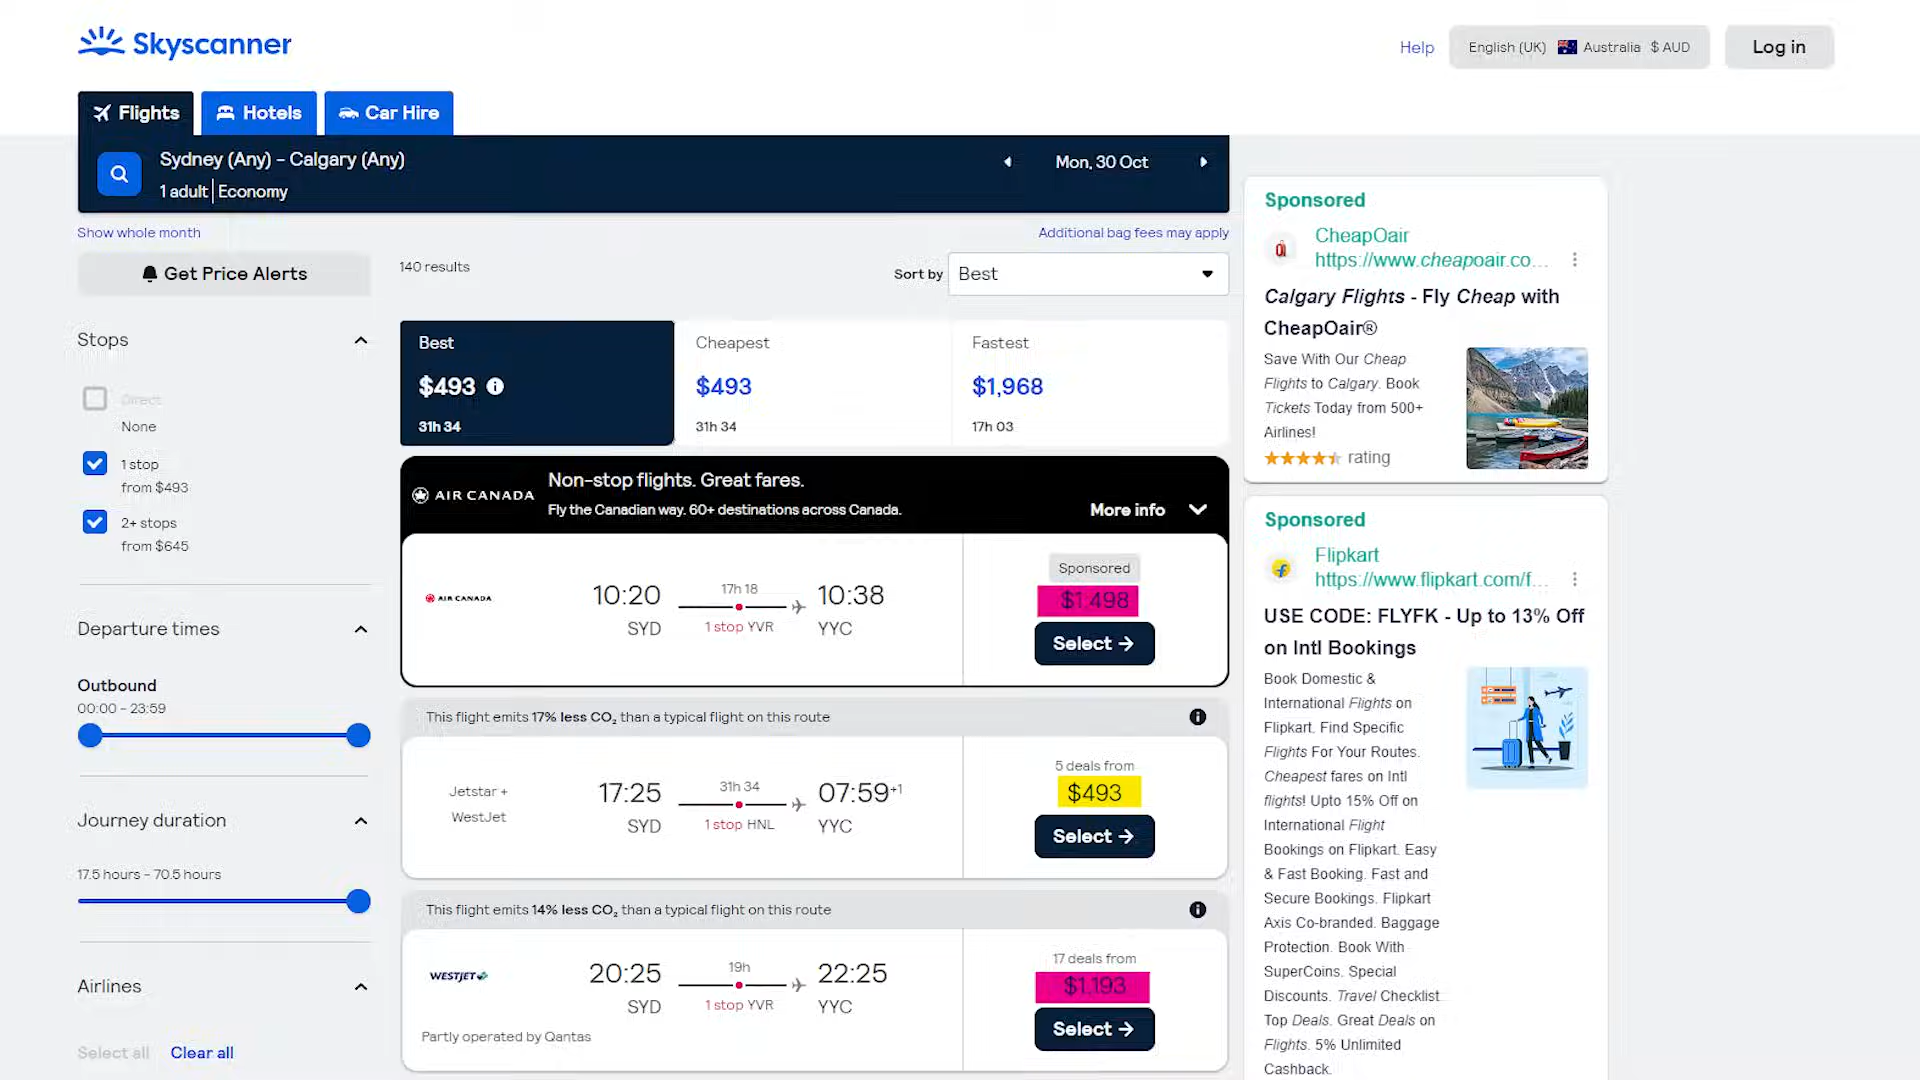 Skyscanner
Help
English (UK) Australia $ AUD
Log in
Flights
Hotels
Car Hire
Sydney (Any) – Calgary (Any)
1 adult | Economy
Mon, 30 Oct
Show whole month
Additional bag fees may apply
Get Price Alerts
140 results
Sort by Best
Stops
Direct
None
1 stop
from $493
2+ stops
from $645
Departure times
Outbound
00:00 – 23:59
Journey duration
17.5 hours – 70.5 hours
Airlines
Select all Clear all
Best
$493
31h 34
Cheapest
$493
31h 34
Fastest
$1,968
17h 03
AIR CANADA
Non-stop flights. Great fares.
Fly the Canadian way. 60+ destinations across Canada.
More info
AIR CANADA
10:20
SYD
17h 18
1 stop YVR
10:38
YYC
Sponsored
$1,498
Select →
This flight emits 17% less CO₂ than a typical flight on this route
Jetstar +
WestJet
17:25
SYD
31h 34
1 stop HNL
07:59+1
YYC
5 deals from
$493
Select →
This flight emits 14% less CO₂ than a typical flight on this route
WESTJET
20:25
SYD
19h
1 stop YVR
22:25
YYC
Partly operated by Qantas
17 deals from
$1,193
Select →
Sponsored
CheapOair
https://www.cheapoair.co...
Calgary Flights - Fly Cheap with
CheapOair®
Save With Our Cheap
Flights to Calgary. Book
Tickets Today from 500+
Airlines!
rating
Sponsored
Flipkart
https://www.flipkart.com/f...
USE CODE: FLYFK - Up to 13% Off
on Intl Bookings
Book Domestic &
International Flights on
Flipkart. Find Specific
Flights For Your Routes.
Cheapest fares on Intl
flights! Upto 15% Off on
International Flight
Bookings on Flipkart. Easy
& Fast Booking. Fast and
Secure Bookings. Flipkart
Axis Co-branded. Baggage
Protection. Book With
SuperCoins. Special
Discounts. Travel Checklist.
Top Deals. Great Deals on
Flights. 5% Unlimited
Cashback.